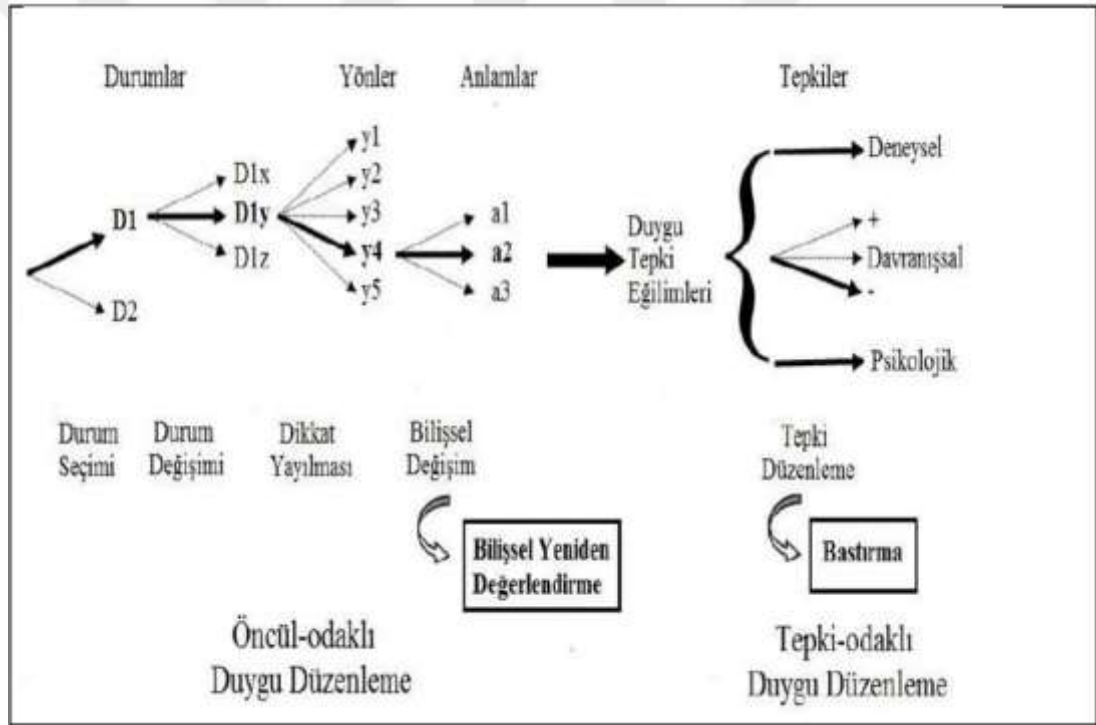 Durumlar
Yönler
Anlamlar
Tepkiler
D1
D2
D1x
D1y
D1z
y1
y2
y3
y4
y5
a1
a2
a3
Duygu
Tepki
Eğilimleri
Deneysel
+
Davranışsal
-
Psikolojik
Durum
Seçimi
Durum
Değişimi
Dikkat
Yayılması
Bilişsel
Değişim
Tepki
Düzenleme
Bilişsel Yeniden
Değerlendirme
Bastırma
Öncül-odaklı
Duygu Düzenleme
Tepki-odaklı
Duygu Düzenleme